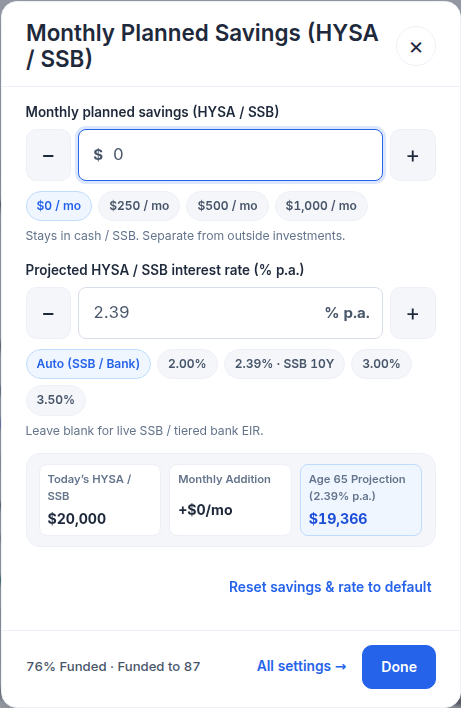 Monthly Planned Savings (HYSA
/ SSB)
×
Monthly planned savings (HYSA / SSB)
− $ 0 +
$0 / mo $250 / mo $500 / mo $1,000 / mo
Stays in cash / SSB. Separate from outside investments.
Projected HYSA / SSB interest rate (% p.a.)
− 2.39 % p.a. +
Auto (SSB / Bank) 2.00% 2.39% · SSB 10Y 3.00%
3.50%
Leave blank for live SSB / tiered bank EIR.
Today's HYSA /
SSB
$20,000
Monthly Addition
+$0/mo
Age 65 Projection
(2.39% p.a.)
$19,366
Reset savings & rate to default
76% Funded · Funded to 87 All settings → Done